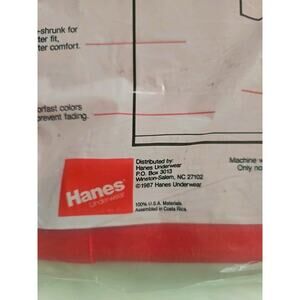 -shrunk for
ter fit,
ter comfort.
orfast colors
prevent fading.
Hanes
Underwear
Distributed by
Hanes Underwear
P.O. Box 3013
Winston-Salem, NC 27102
©1987 Hanes Underwear
100% U.S.A. Materials.
Assembled in Costa Rica.
Machine w
Only no